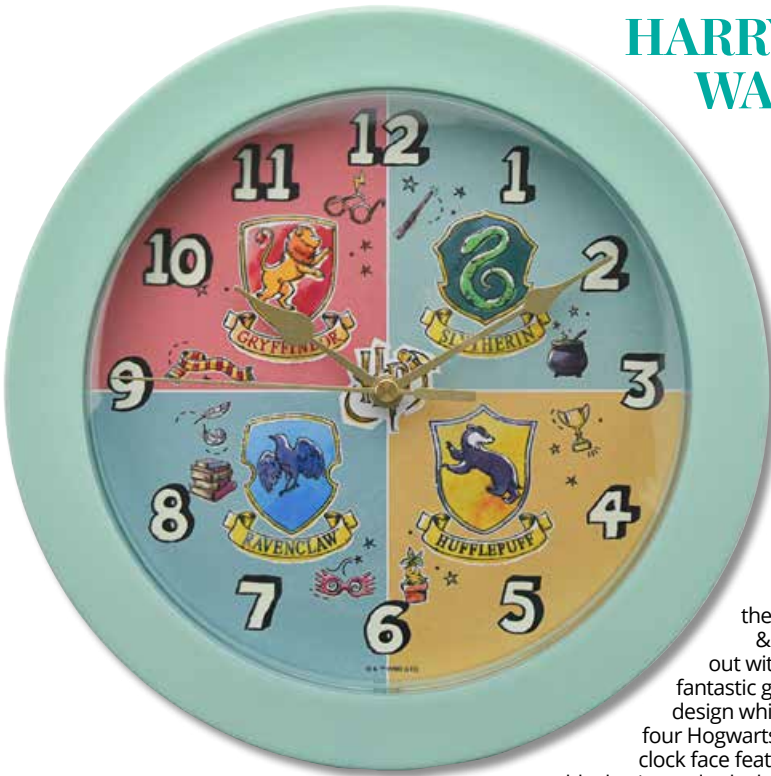 HARRY
WA
12
11
1
10
2
GRYFFINDOR
SLYTHERIN
9
3
8
4
RAVENCLAW
HUFFLEPUFF
7
5
6
the
&
out wit
fantastic g
design whi
four Hogwarts
clock face feat